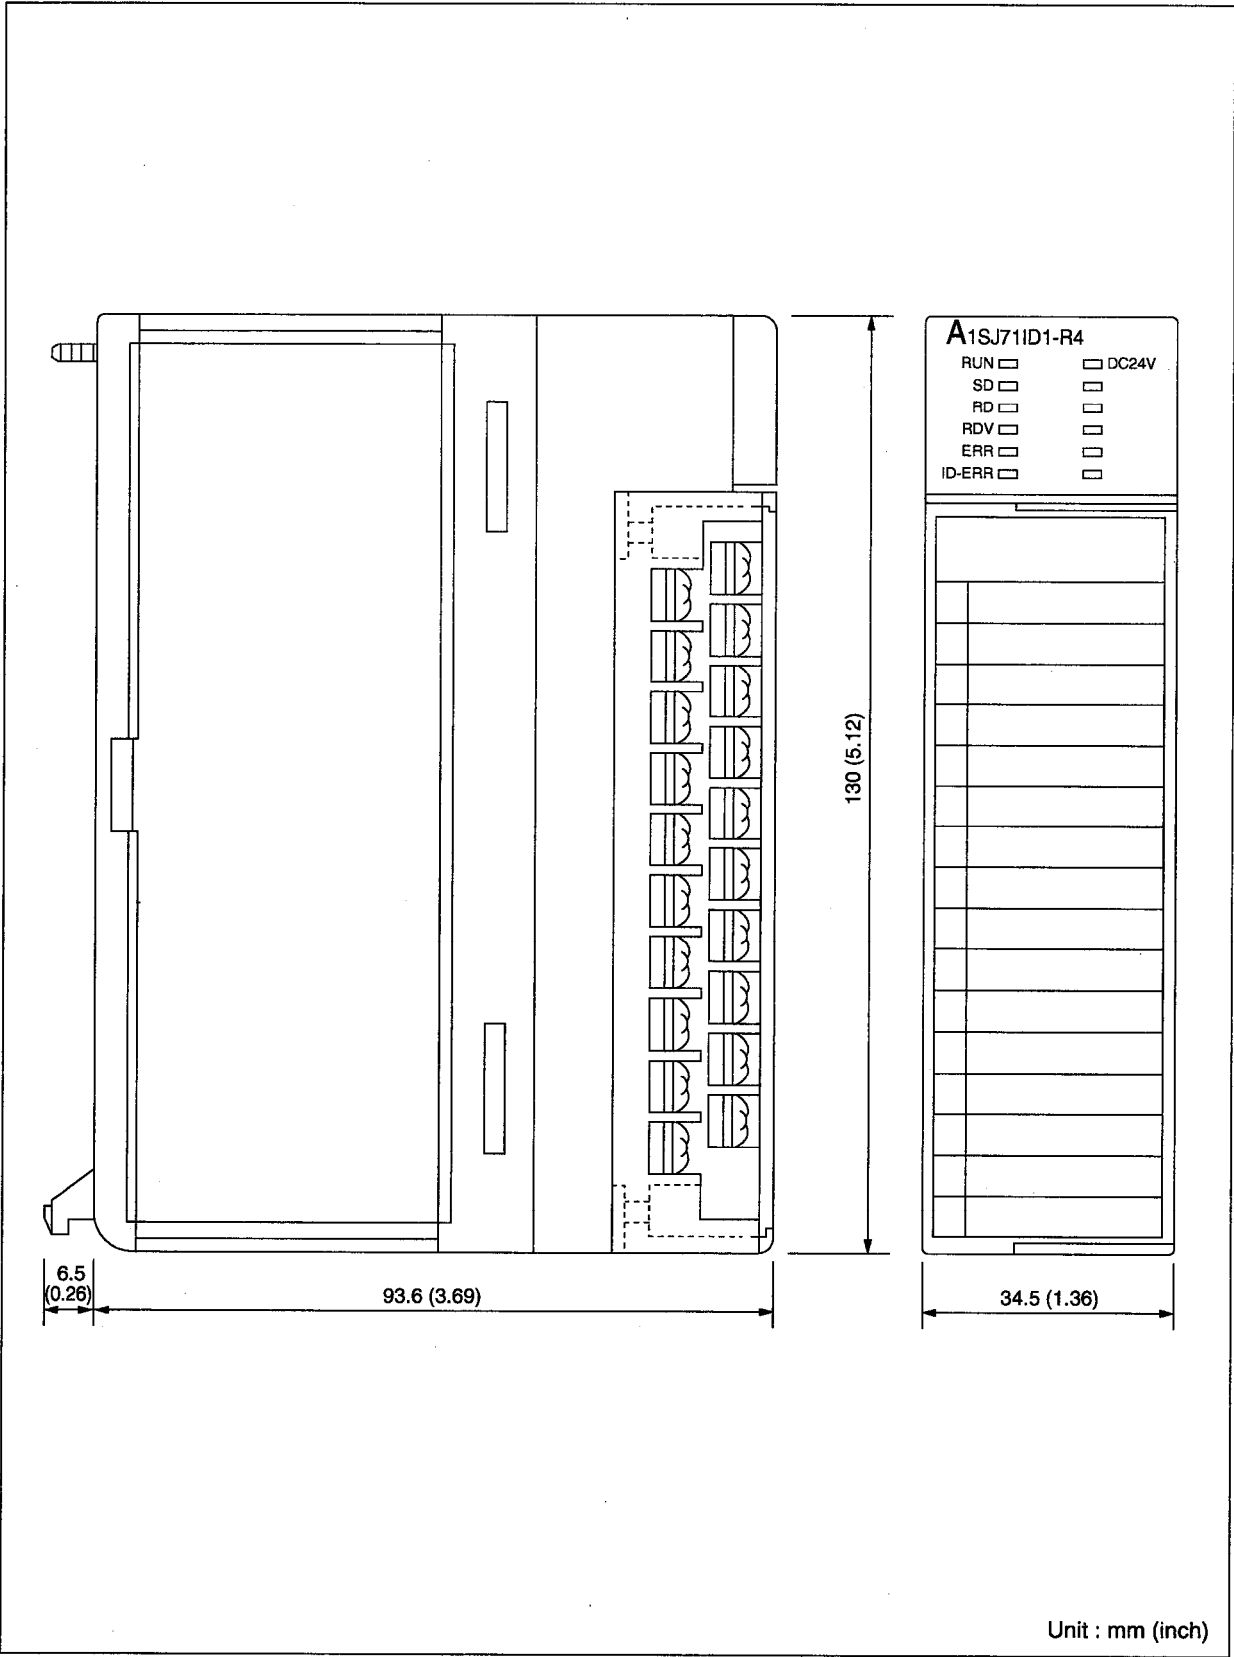 A1SJ71ID1-R4
RUN
DC24V
SD
RD
RDV
ERR
ID-ERR
130 (5.12)
6.5
(0.26)
93.6 (3.69)
34.5 (1.36)
Unit : mm (inch)